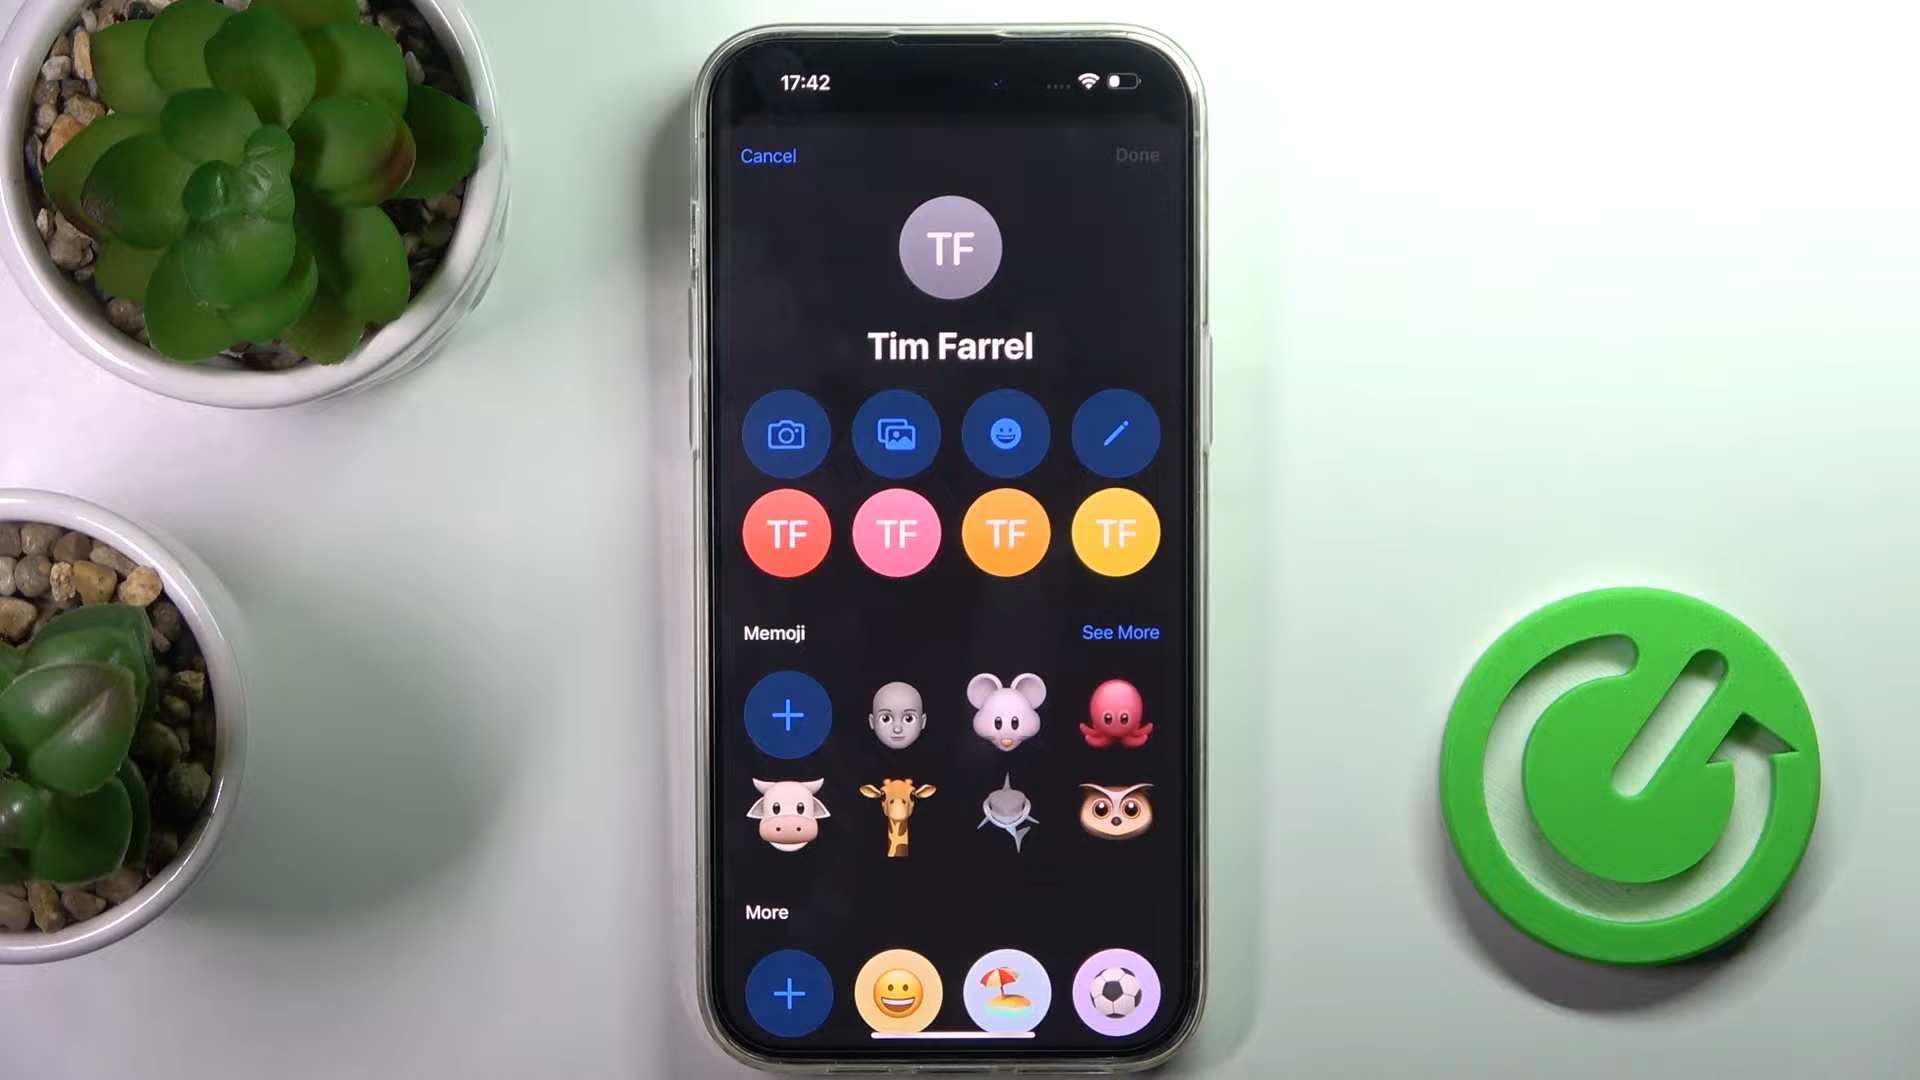 17:42
Cancel Done
TF
Tim Farrel
TF TF TF TF
Memoji See More
More